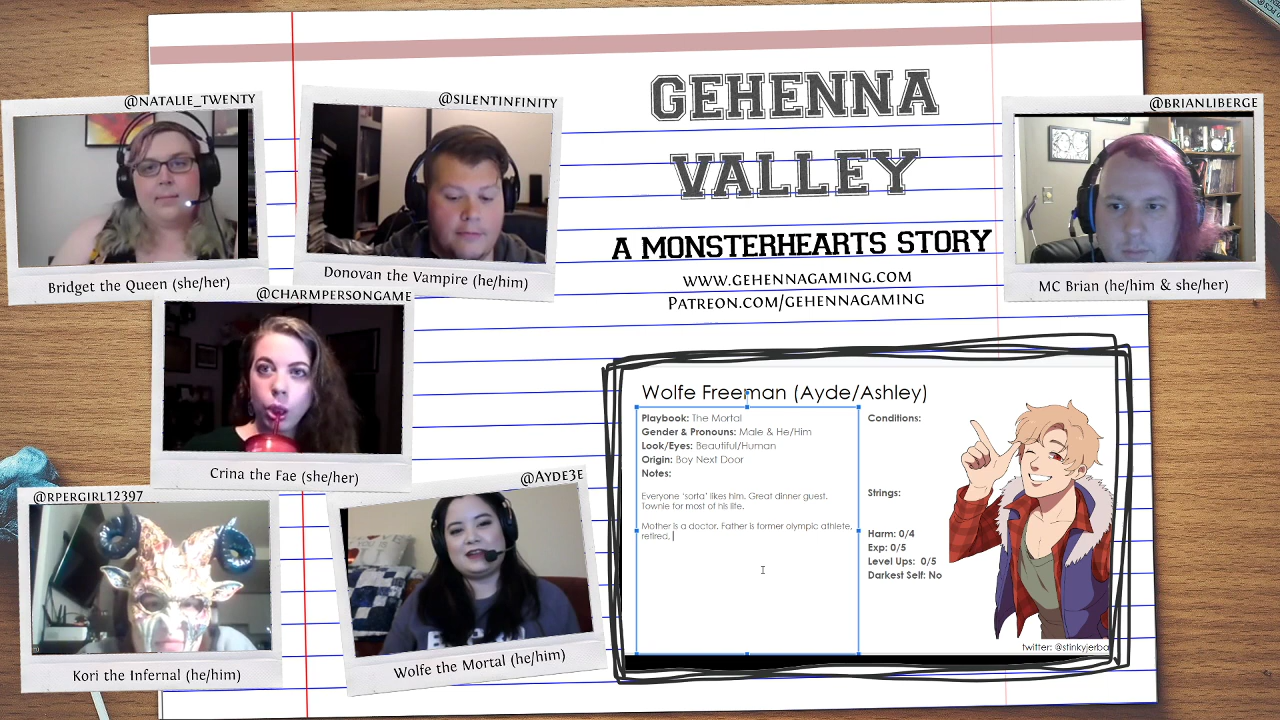 @NATALIE_TWENTY
Bridget the Queen (she/her)
@SILENTINFINITY
Donovan the Vampire (he/him)
@CHARMPERSONGAME
Crina the Fae (she/her)
@RPERGIRL12397
Kori the Infernal (he/him)
@AYDE3E
Wolfe the Mortal (he/him)
GEHENNA
VALLEY
A MONSTERHEARTS STORY
WWW.GEHENNAGAMING.COM
PATREON.COM/GEHENNAGAMING
@BRIANLIBERGE
MC Brian (he/him & she/her)
Wolfe Freeman (Ayde/Ashley)
Playbook: The Mortal
Gender & Pronouns: Male & He/Him
Look/Eyes: Beautiful/Human
Origin: Boy Next Door
Notes:
Everyone 'sorta' likes him. Great dinner guest.
Townie for most of his life.
Mother is a doctor. Father is former olympic athlete,
retired,
Conditions:
Strings:
Harm: 0/4
Exp: 0/5
Level Ups: 0/5
Darkest Self: No
twitter: @stinkyjerba